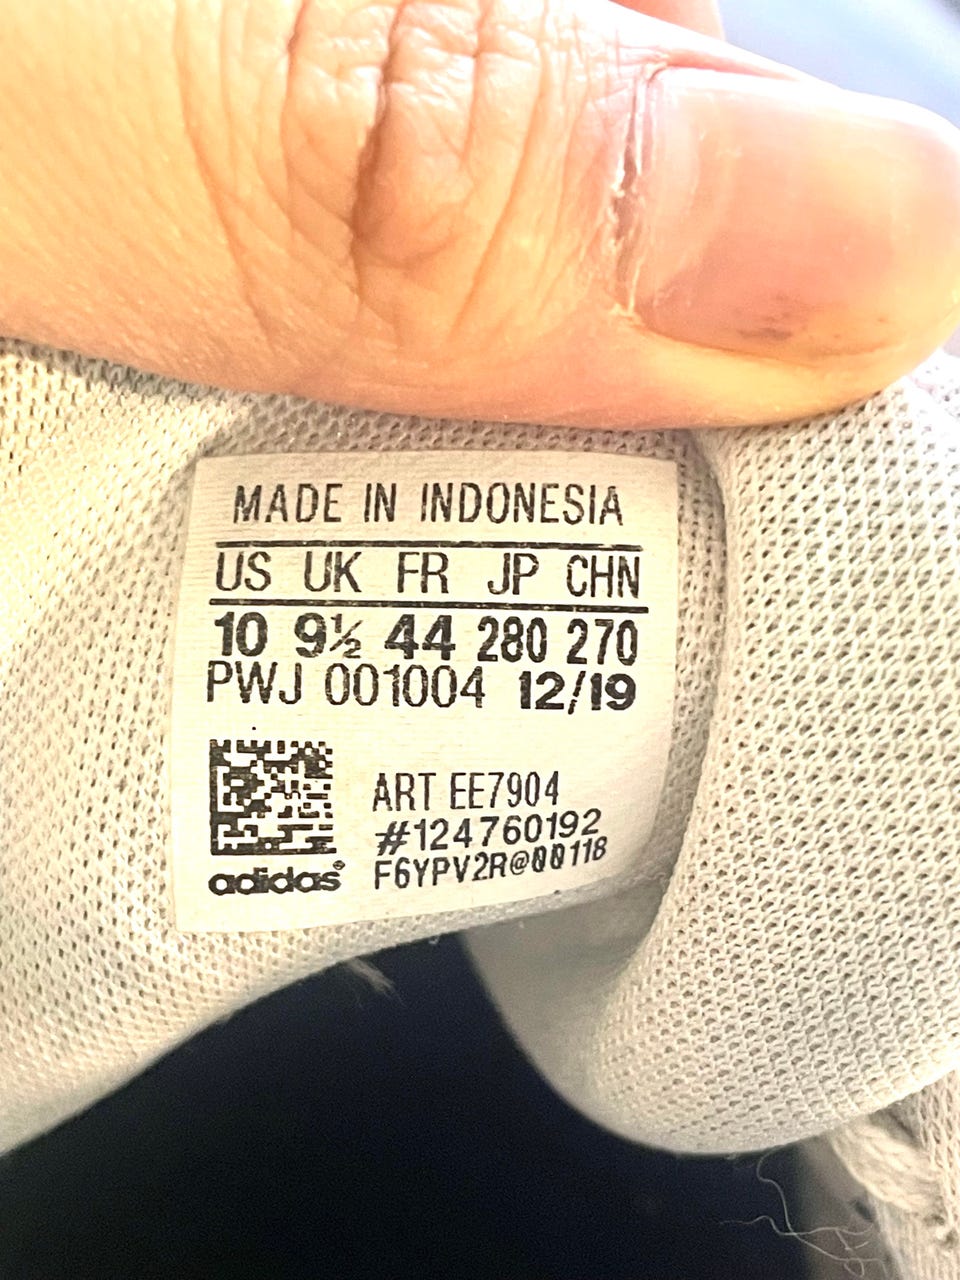 MADE IN INDONESIA
US UK FR JP CHN
10 9½ 44 280 270
PWJ 001004 12/19
ART EE7904
#124760192
F6YPV2R@00118
adidas®